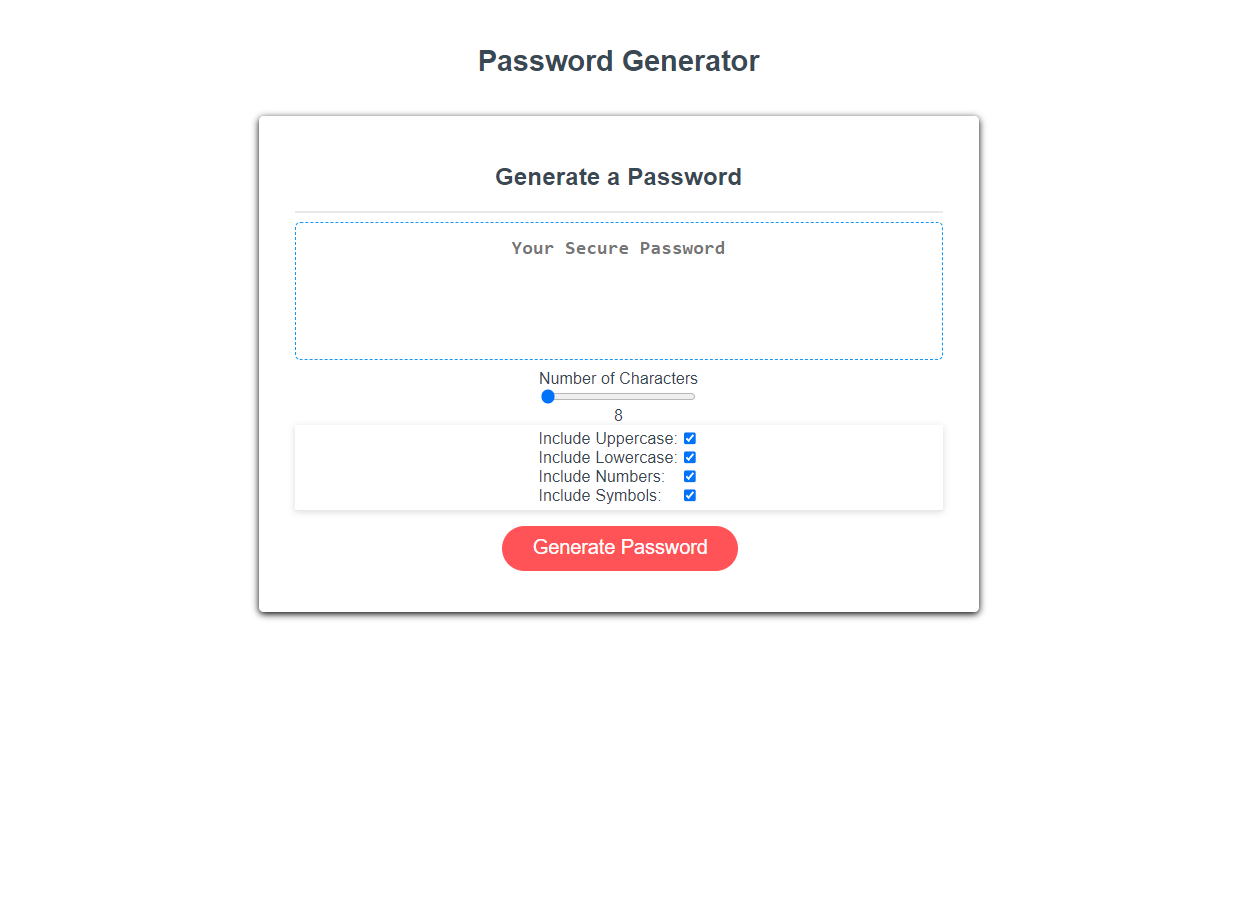 Password Generator
Generate a Password
Your Secure Password
Number of Characters
8
Include Uppercase:
Include Lowercase:
Include Numbers:
Include Symbols:
Generate Password